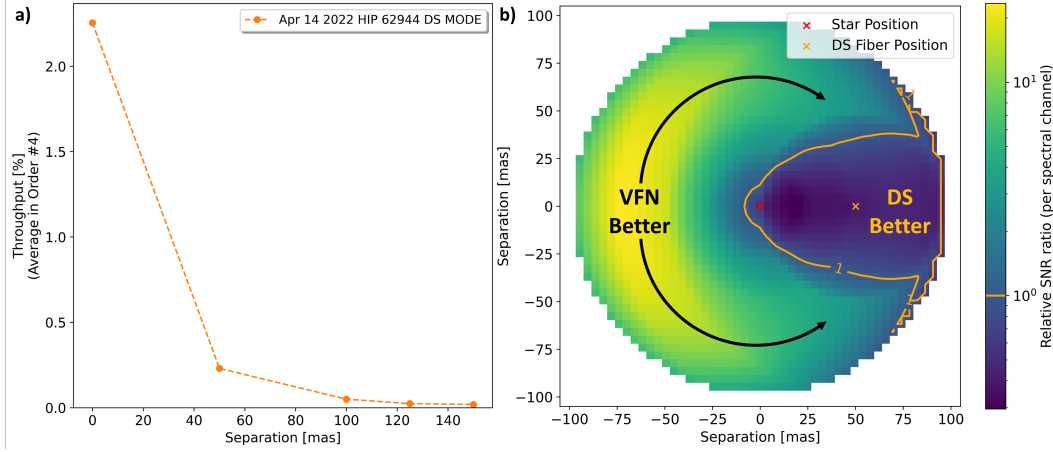 a)
Apr 14 2022 HIP 62944 DS MODE
Throughput [%]
(Average in Order #4)
2.0
1.5
1.0
0.5
0.0
0 20 40 60 80 100 120 140
Separation [mas]
b)
Star Position
DS Fiber Position
Separation [mas]
100
75
50
25
0
−25
−50
−75
−100
VFN
Better
DS
Better
1
1
1
−100 −75 −50 −25 0 25 50 75 100
Separation [mas]
10¹
10⁰
Relative SNR ratio (per spectral channel)